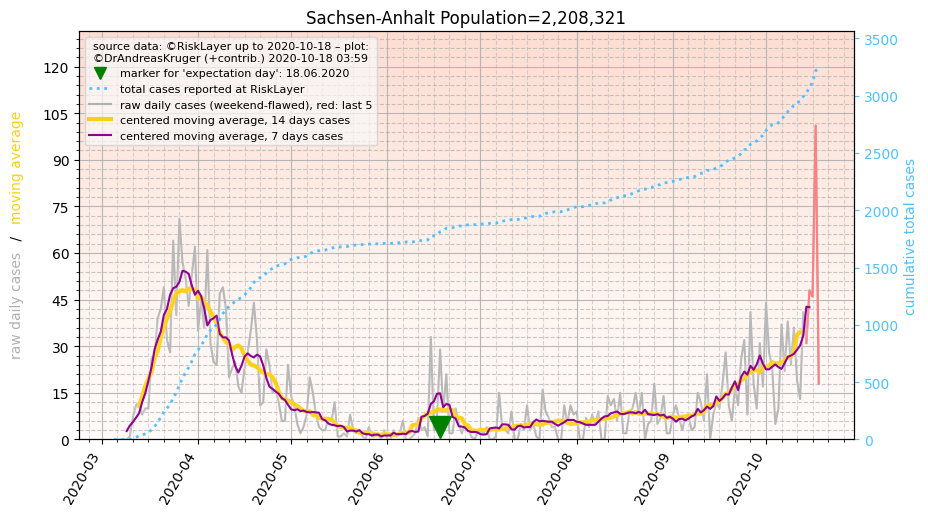 Sachsen-Anhalt Population=2,208,321
source data: ©RiskLayer up to 2020-10-18 – plot:
©DrAndreasKruger (+contrib.) 2020-10-18 03:59
marker for 'expectation day': 18.06.2020
total cases reported at RiskLayer
raw daily cases (weekend-flawed), red: last 5
centered moving average, 14 days cases
centered moving average, 7 days cases
raw daily cases / moving average
120
105
90
75
60
45
30
15
0
3500
3000
2500
2000
1500
1000
500
0
cumulative total cases
2020-03
2020-04
2020-05
2020-06
2020-07
2020-08
2020-09
2020-10